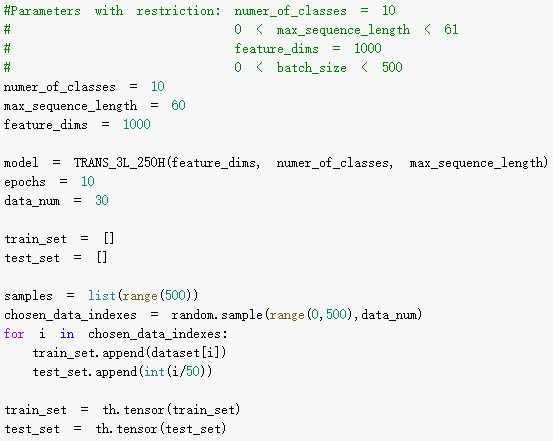 #Parameters with restriction: numer_of_classes = 10
# 0 < max_sequence_length < 61
# feature_dims = 1000
# 0 < batch_size < 500
numer_of_classes = 10
max_sequence_length = 60
feature_dims = 1000
model = TRANS_3L_250H(feature_dims, numer_of_classes, max_sequence_length)
epochs = 10
data_num = 30
train_set = []
test_set = []
samples = list(range(500))
chosen_data_indexes = random.sample(range(0,500),data_num)
for i in chosen_data_indexes:
train_set.append(dataset[i])
test_set.append(int(i/50))
train_set = th.tensor(train_set)
test_set = th.tensor(test_set)